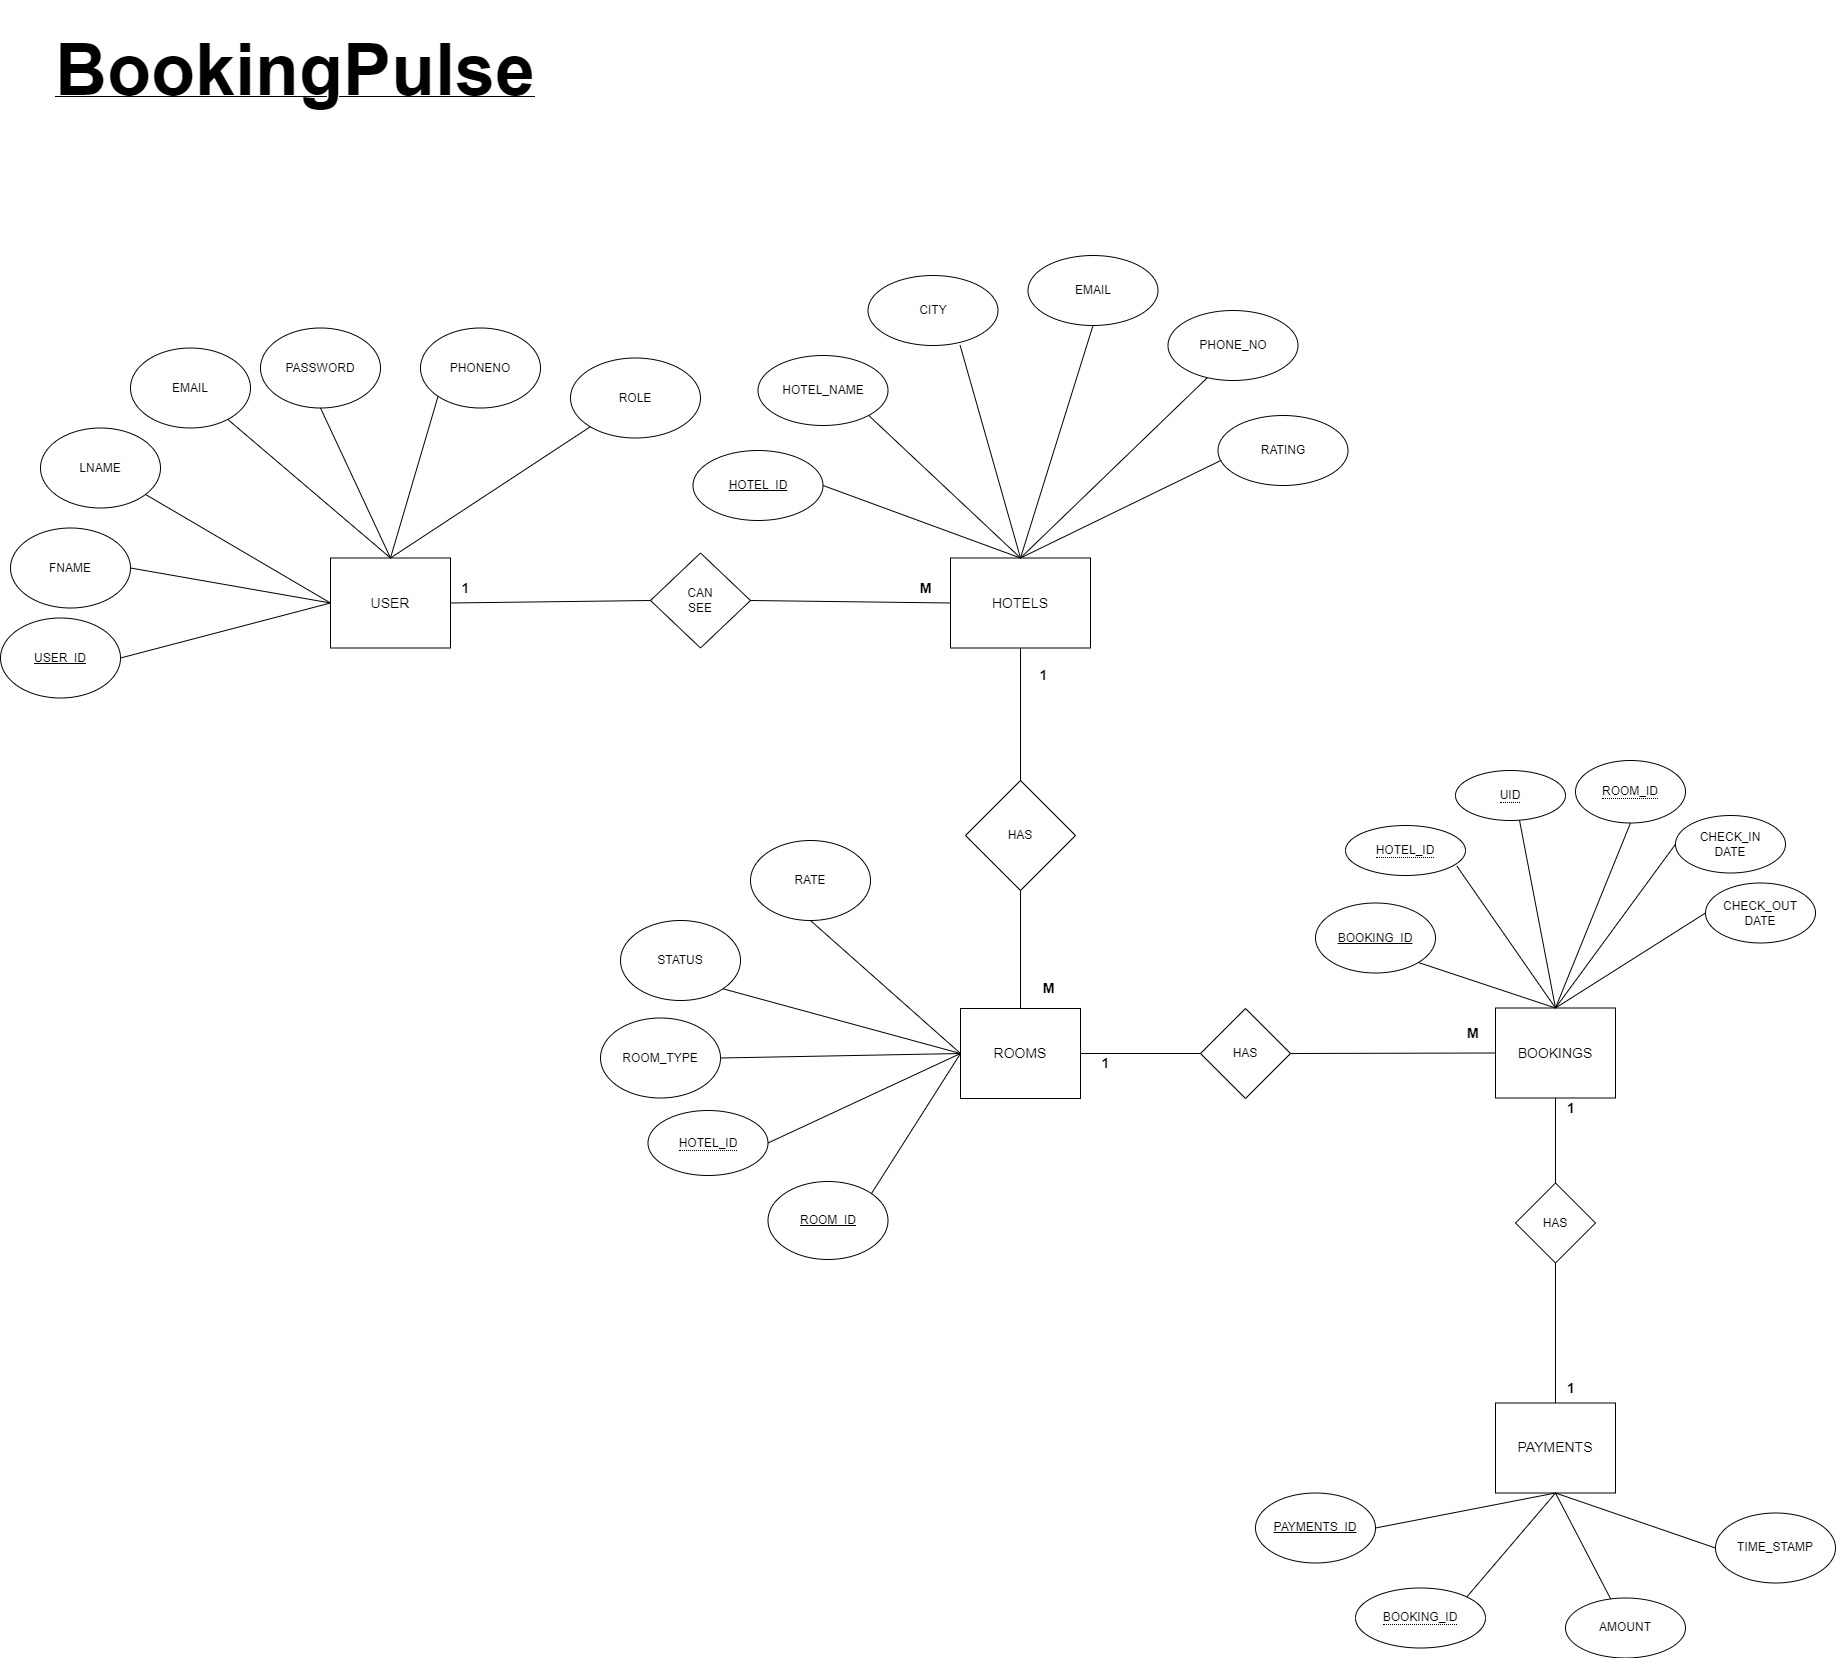 BookingPulse
EMAIL
CITY
PHONE_NO
EMAIL
PASSWORD
PHONENO
ROLE
HOTEL_NAME
RATING
LNAME
HOTEL_ID
FNAME
USER_ID
USER
1
CAN
SEE
M
HOTELS
1
HAS
M
RATE
STATUS
ROOM_TYPE
HOTEL_ID
ROOM_ID
ROOMS
1
HAS
M
BOOKINGS
BOOKING_ID
HOTEL_ID
UID
ROOM_ID
CHECK_IN
DATE
CHECK_OUT
DATE
1
HAS
1
PAYMENTS
PAYMENTS_ID
BOOKING_ID
AMOUNT
TIME_STAMP